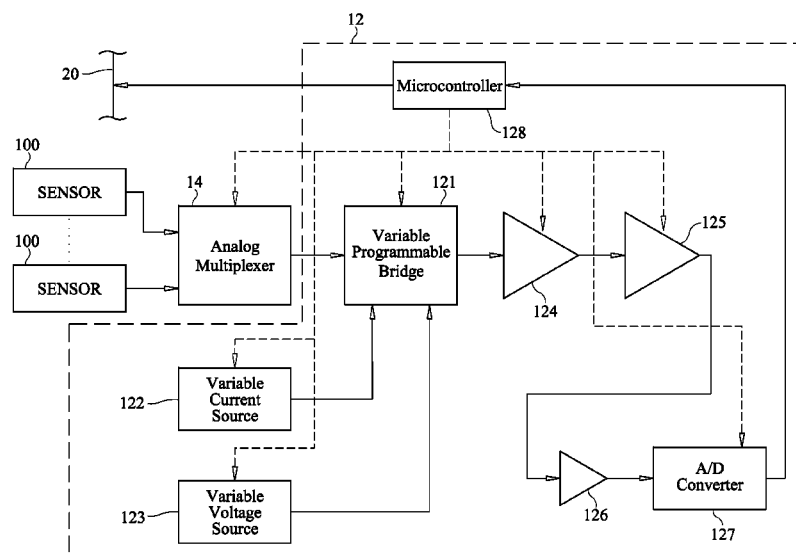 12
20
Microcontroller
128
100
SENSOR
14
Analog
Multiplexer
121
Variable
Programmable
Bridge
125
124
100
SENSOR
122
Variable
Current
Source
123
Variable
Voltage
Source
126
A/D
Converter
127